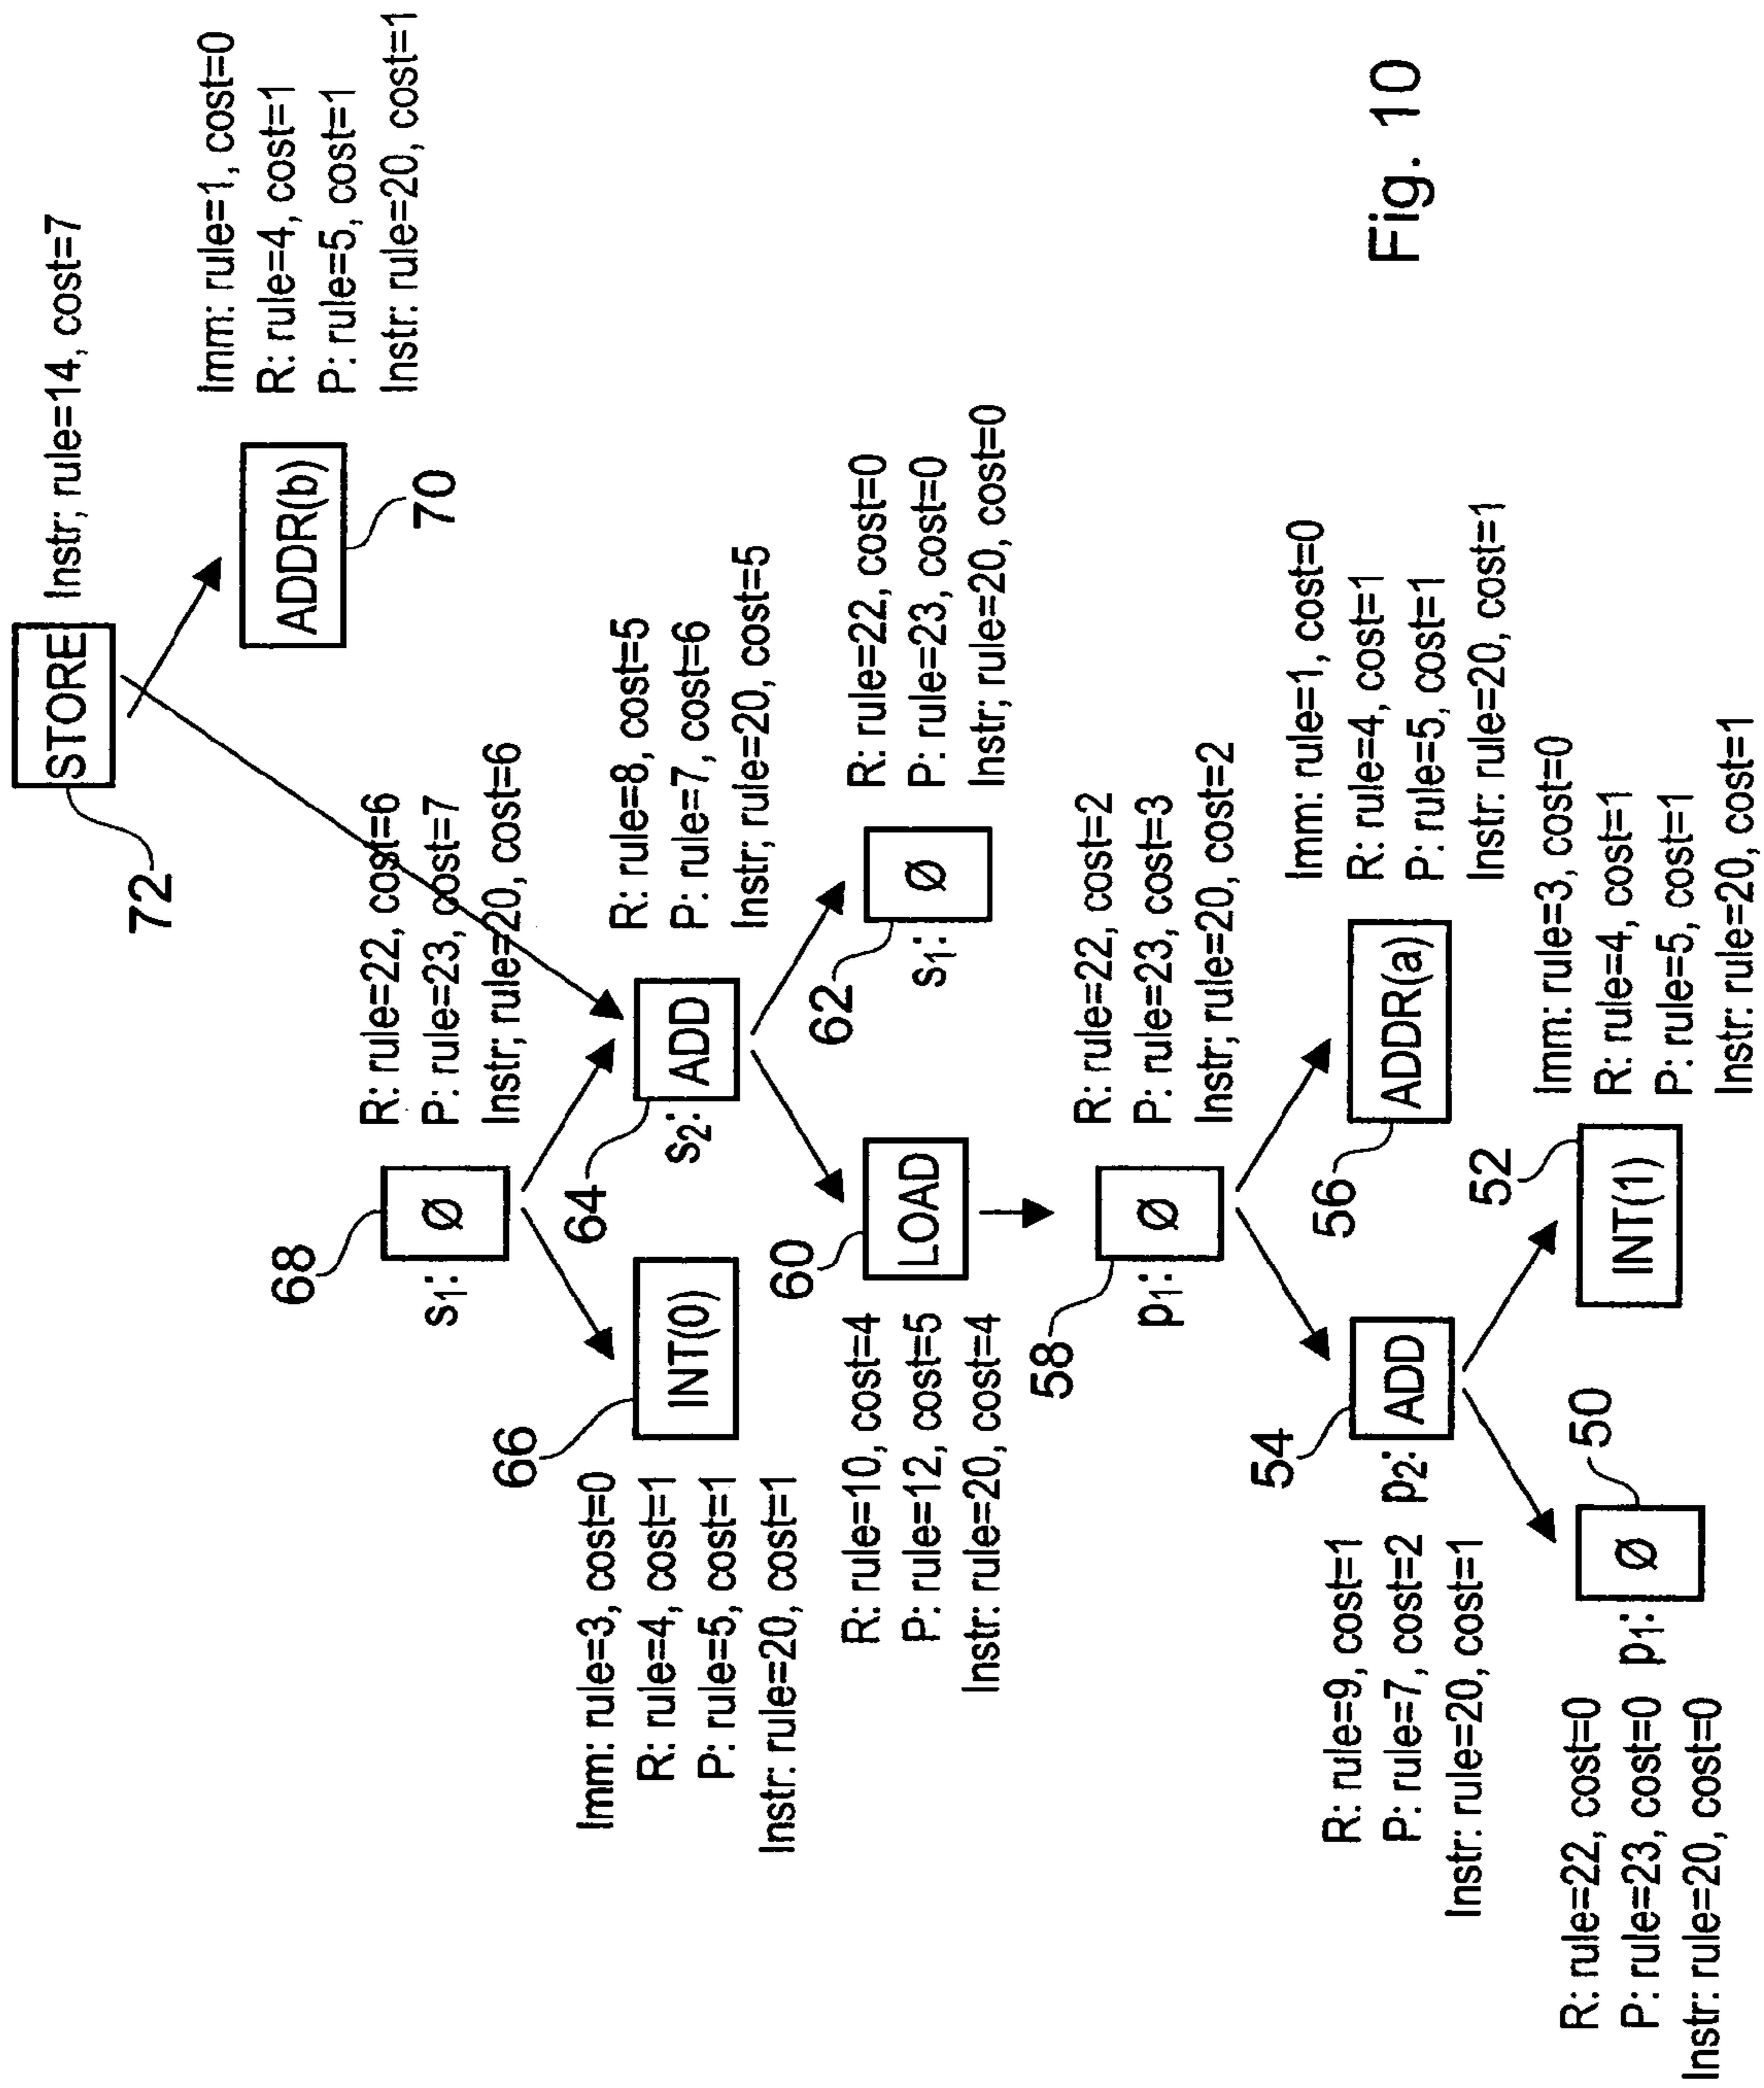 STORE
Instr; rule=14, cost=7
72
ADDR(b)
70
Imm: rule=1, cost=0
R: rule=4, cost=1
P: rule=5, cost=1
Instr: rule=20, cost=1
68
s1:
Ø
R: rule=22, cost=6
P: rule=23, cost=7
Instr; rule=20, cost=6
66
INT(0)
Imm: rule=3, cost=0
R: rule=4, cost=1
P: rule=5, cost=1
Instr: rule=20, cost=1
64
s2:
ADD
R: rule=8, cost=5
P: rule=7, cost=6
Instr; rule=20, cost=5
60
LOAD
R: rule=10, cost=4
P: rule=12, cost=5
Instr: rule=20, cost=4
62
s1:
Ø
R: rule=22, cost=0
P: rule=23, cost=0
Instr; rule=20, cost=0
58
p1:
Ø
R: rule=22, cost=2
P: rule=23, cost=3
Instr; rule=20, cost=2
54
p2:
ADD
R: rule=9, cost=1
P: rule=7, cost=2
Instr: rule=20, cost=1
56
ADDR(a)
Imm: rule=1, cost=0
R: rule=4, cost=1
P: rule=5, cost=1
Instr: rule=20, cost=1
50
p1:
Ø
R: rule=22, cost=0
P: rule=23, cost=0
Instr: rule=20, cost=0
52
INT(1)
Imm: rule=3, cost=0
R: rule=4, cost=1
P: rule=5, cost=1
Instr: rule=20, cost=1
Fig. 10